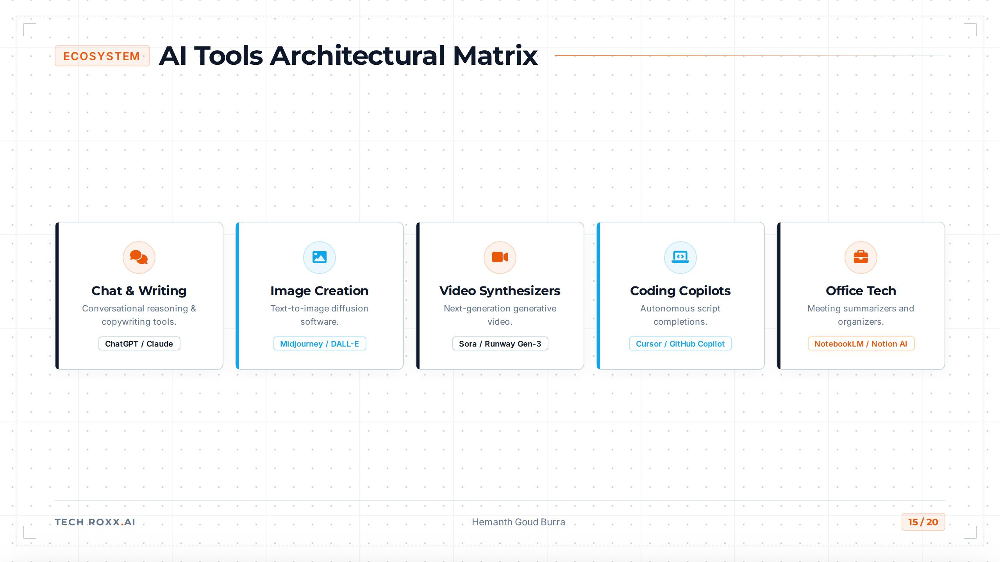 ECOSYSTEM
AI Tools Architectural Matrix
Chat & Writing
Conversational reasoning &
copywriting tools.
ChatGPT / Claude
Image Creation
Text-to-image diffusion
software.
Midjourney / DALL-E
Video Synthesizers
Next-generation generative
video.
Sora / Runway Gen-3
Coding Copilots
Autonomous script
completions.
Cursor / GitHub Copilot
Office Tech
Meeting summarizers and
organizers.
NotebookLM / Notion AI
TECH ROXX.AI
Hemanth Goud Burra
15 / 20